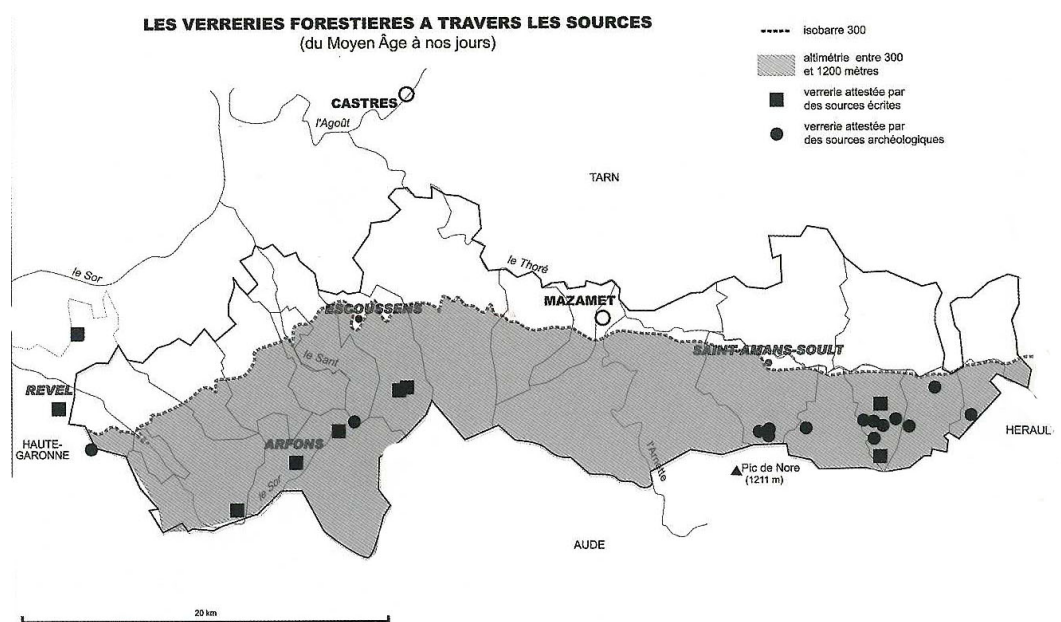 LES VERRERIES FORESTIERES A TRAVERS LES SOURCES
(du Moyen Âge à nos jours)
isobarre 300
altimétrie entre 300
et 1200 mètres
verrerie attestée par
des sources écrites
verrerie attestée par
des sources archéologiques
CASTRES
l'Agoût
TARN
le Sor
le Thoré
MAZAMET
ESCOUSSENS
le Sant
SAINT-AMANS-SOULT
REVEL
HAUTE-
GARONNE
ARFONS
le Sor
l'Arnette
Pic de Nore
(1211 m)
HERAUL
AUDE
20 km